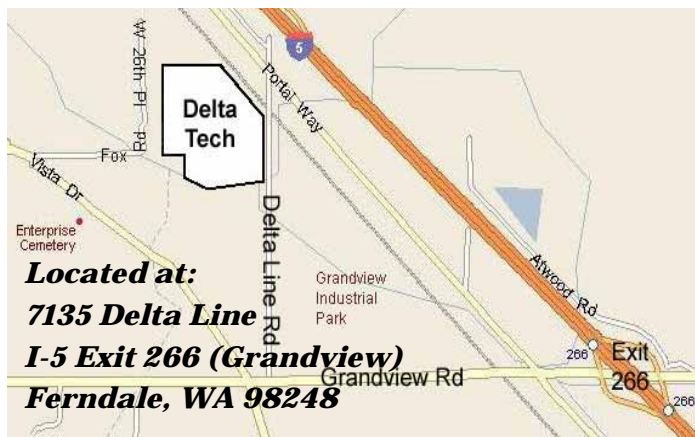 5
W 26th Pl
Rd
Portal Way
Delta
Tech
Fox
Vista Dr
Delta Line Rd
Enterprise
Cemetery
Atwood Rd
Located at:
Grandview
Industrial
Park
7135 Delta Line
I-5 Exit 266 (Grandview)
266
Exit
266
Grandview Rd
Ferndale, WA 98248
266